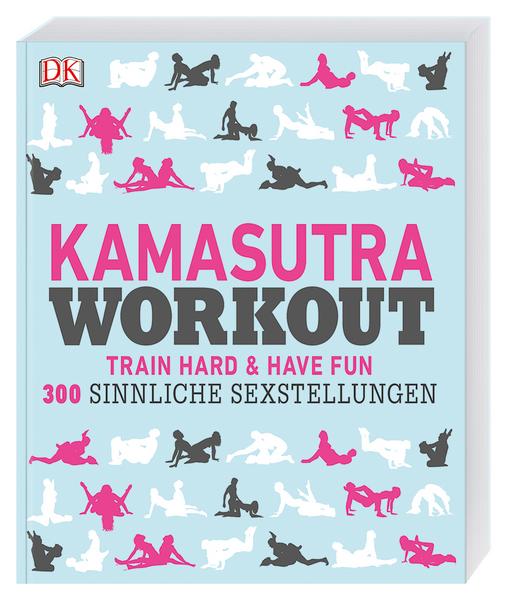 DK
KAMASUTRA
WORKOUT
TRAIN HARD & HAVE FUN
300 SINNLICHE SEXSTELLUNGEN